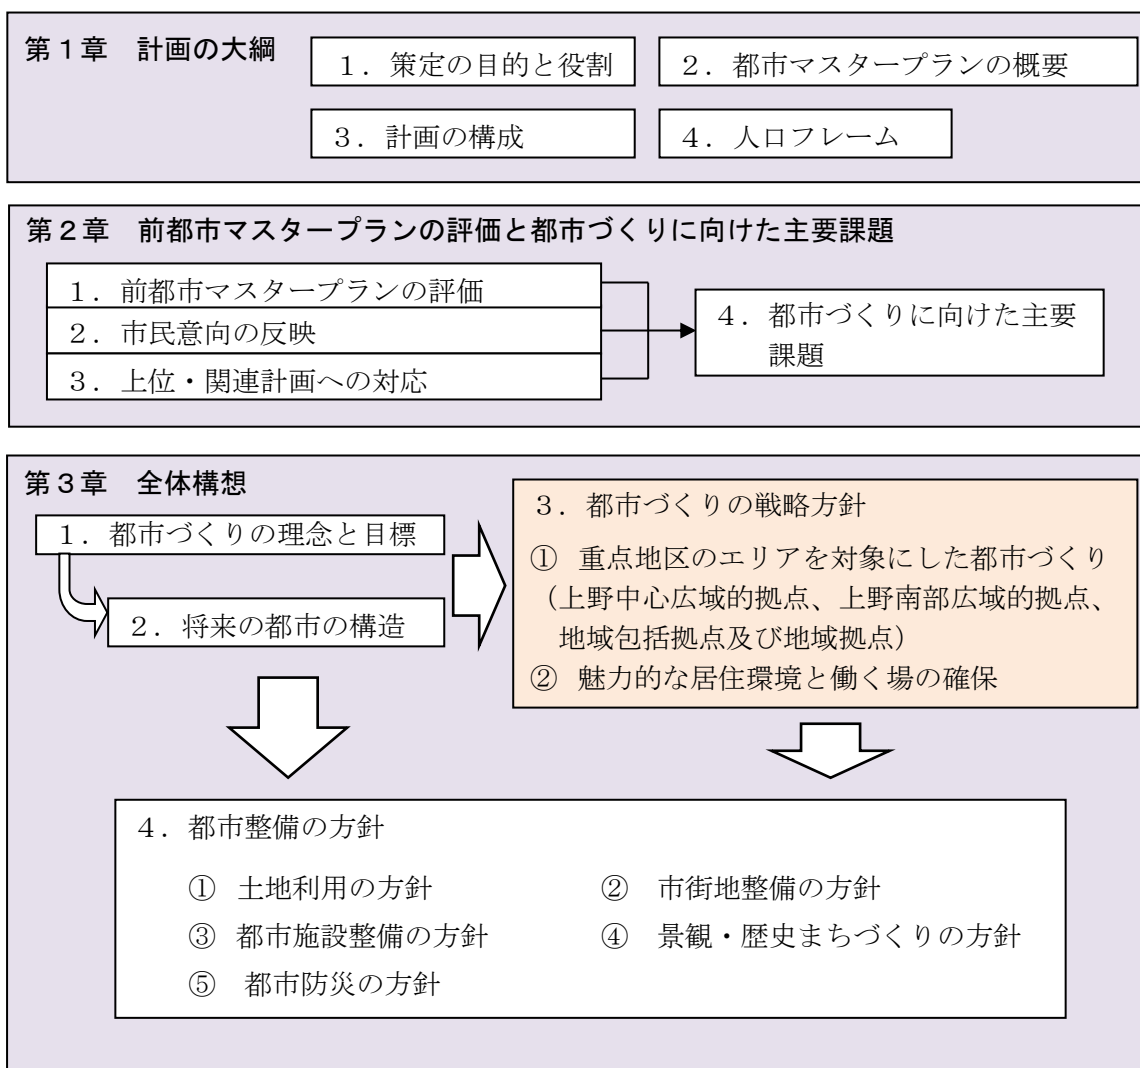 第1章　計画の大綱
１．策定の目的と役割
２．都市マスタープランの概要
３．計画の構成
４．人口フレーム
第2章　前都市マスタープランの評価と都市づくりに向けた主要課題
１．前都市マスタープランの評価
２．市民意向の反映
３．上位・関連計画への対応
４．都市づくりに向けた主要
課題
第3章　全体構想
１．都市づくりの理念と目標
２．将来の都市の構造
３．都市づくりの戦略方針
① 重点地区のエリアを対象にした都市づくり
（上野中心広域的拠点、上野南部広域的拠点、
地域包括拠点及び地域拠点）
② 魅力的な居住環境と働く場の確保
４．都市整備の方針
① 土地利用の方針
② 市街地整備の方針
③ 都市施設整備の方針
④ 景観・歴史まちづくりの方針
⑤ 都市防災の方針